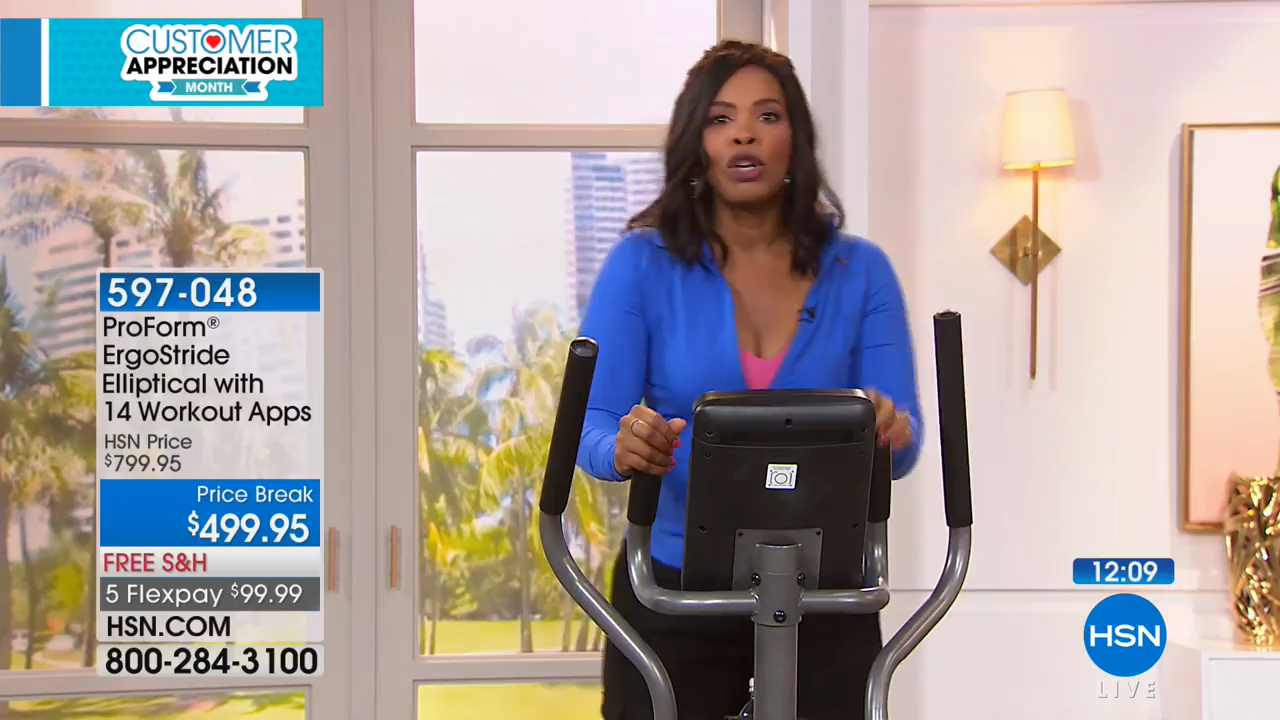 CUSTOMER
APPRECIATION
MONTH
597-048
ProForm®
ErgoStride
Elliptical with
14 Workout Apps
HSN Price
$799.95
Price Break
$499.95
FREE S&H
5 Flexpay $99.99
HSN.COM
800-284-3100
12:09
HSN
LIVE